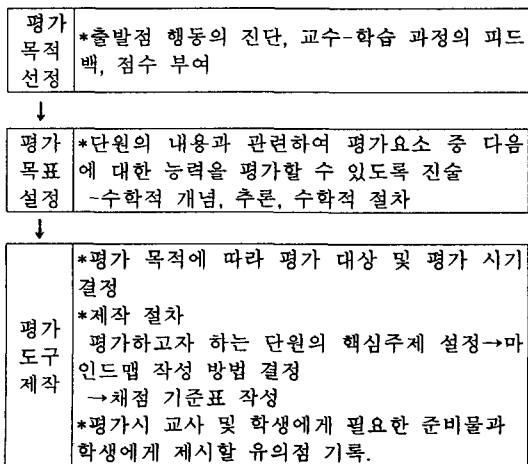 평가
목적
선정
*출발점 행동의 진단, 교수-학습 과정의 피드
백, 점수 부여
↓
평가
목표
설정
*단원의 내용과 관련하여 평가요소 중 다음
에 대한 능력을 평가할 수 있도록 진술
-수학적 개념, 추론, 수학적 절차
↓
평가
도구
제작
*평가 목적에 따라 평가 대상 및 평가 시기
결정
*제작 절차
평가하고자 하는 단원의 핵심주제 설정→마
인드맵 작성 방법 결정
→채점 기준표 작성
*평가시 교사 및 학생에게 필요한 준비물과
학생에게 제시할 유의점 기록.